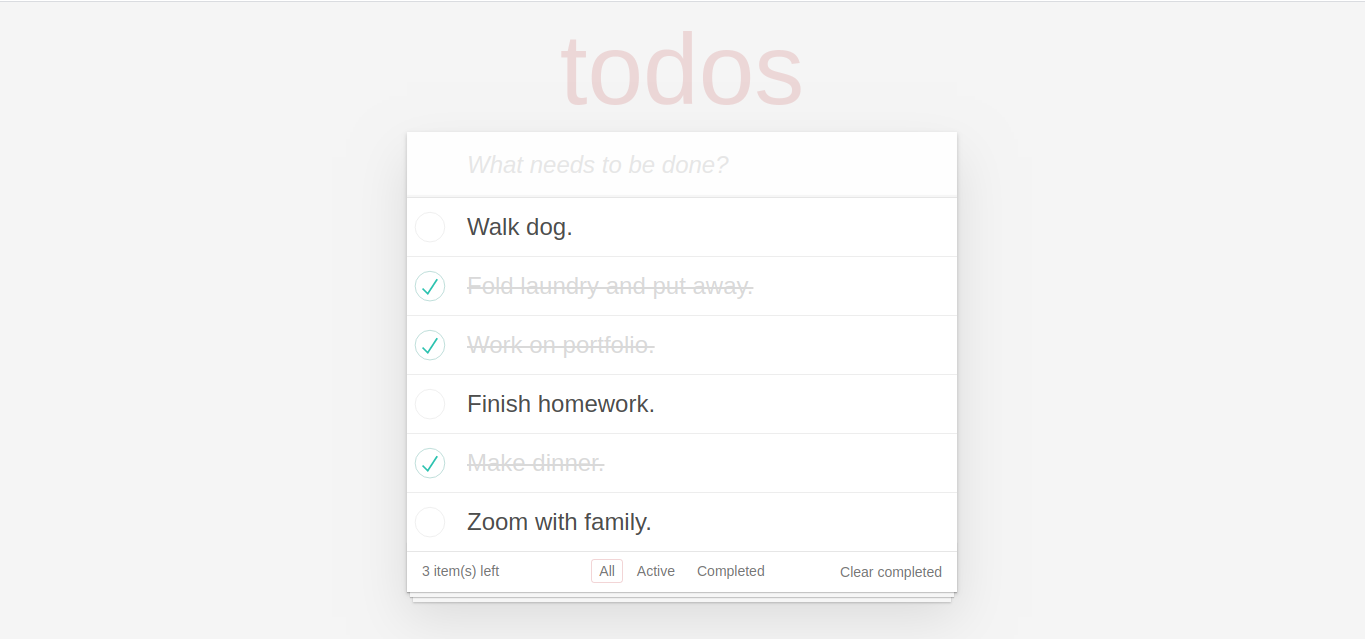 todos
What needs to be done?
Walk dog.
Fold laundry and put away.
Work on portfolio.
Finish homework.
Make dinner.
Zoom with family.
3 item(s) left All Active Completed Clear completed